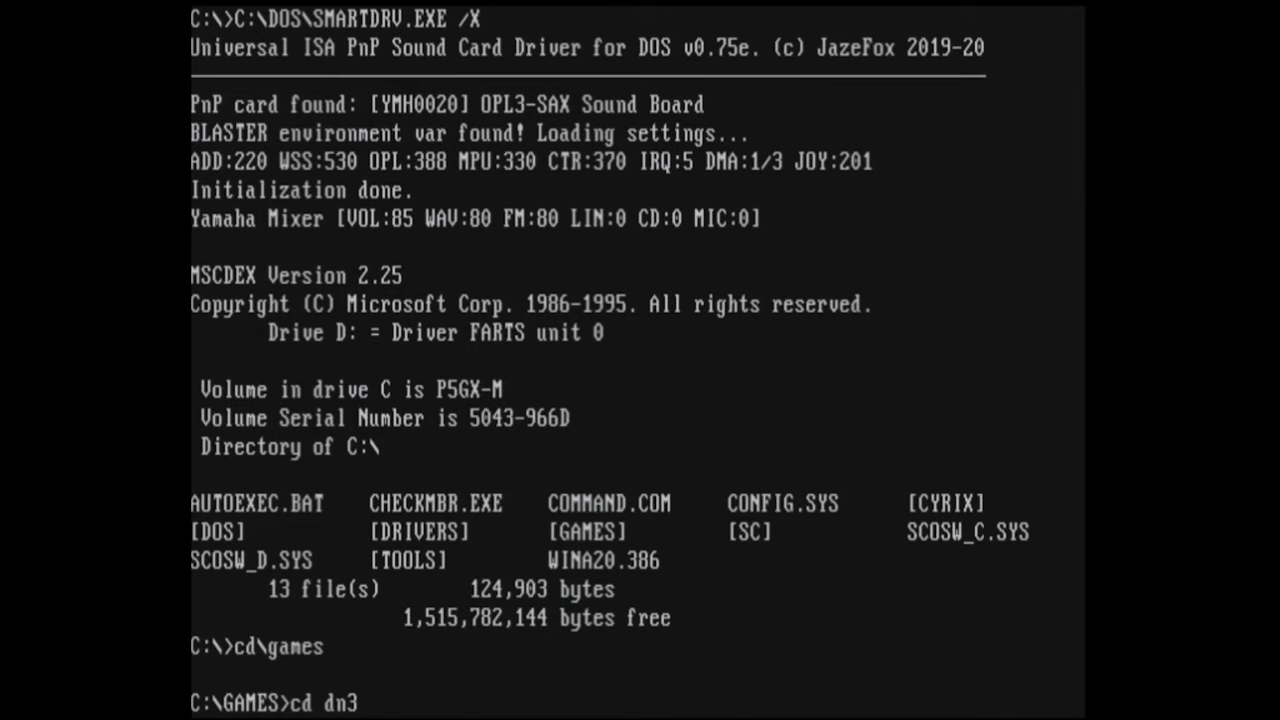 C:\>C:\DOS\SMARTDRV.EXE /X
Universal ISA PnP Sound Card Driver for DOS v0.75e. (c) JazeFox 2019-20
PnP card found: [YMH0020] OPL3-SAX Sound Board
BLASTER environment var found! Loading settings...
ADD:220 WSS:530 OPL:388 MPU:330 CTR:370 IRQ:5 DMA:1/3 JOY:201
Initialization done.
Yamaha Mixer [VOL:85 WAV:80 FM:80 LIN:0 CD:0 MIC:0]
MSCDEX Version 2.25
Copyright (C) Microsoft Corp. 1986-1995. All rights reserved.
Drive D: = Driver FARTS unit 0
Volume in drive C is P5GX-M
Volume Serial Number is 5043-966D
Directory of C:\
AUTOEXEC.BAT CHECKMBR.EXE COMMAND.COM CONFIG.SYS [CYRIX]
[DOS] [DRIVERS] [GAMES] [SC] SCOSW_C.SYS
SCOSW_D.SYS [TOOLS] WINA20.386
13 file(s) 124,903 bytes
1,515,782,144 bytes free
C:\>cd\games
C:\GAMES>cd dn3